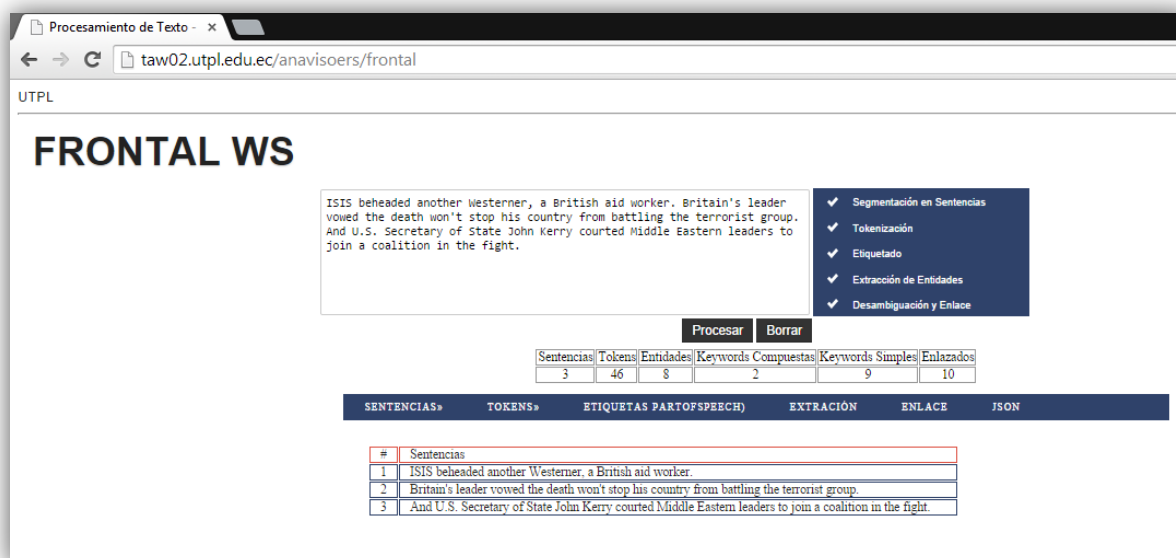 Procesamiento de Texto - ×
taw02.utpl.edu.ec/anavisoers/frontal
UTPL
FRONTAL WS
ISIS beheaded another Westerner, a British aid worker. Britain's leader
vowed the death won't stop his country from battling the terrorist group.
And U.S. Secretary of State John Kerry courted Middle Eastern leaders to
join a coalition in the fight.
Segmentación en Sentencias
Tokenización
Etiquetado
Extracción de Entidades
Desambiguación y Enlace
Procesar Borrar
Sentencias Tokens Entidades Keywords Compuestas Keywords Simples Enlazados
3 46 8 2 9 10
SENTENCIAS» TOKENS» ETIQUETAS PARTOFSPEECH) EXTRACIÓN ENLACE JSON
# Sentencias
1 ISIS beheaded another Westerner, a British aid worker.
2 Britain's leader vowed the death won't stop his country from battling the terrorist group.
3 And U.S. Secretary of State John Kerry courted Middle Eastern leaders to join a coalition in the fight.